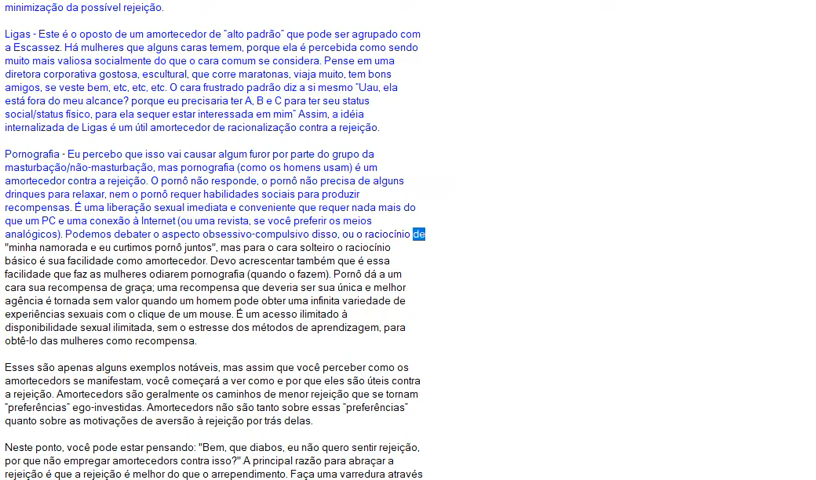 minimização da possível rejeição.
Ligas - Este é o oposto de um amortecedor de "alto padrão" que pode ser agrupado com
a Escassez. Há mulheres que alguns caras temem, porque ela é percebida como sendo
muito mais valiosa socialmente do que o cara comum se considera. Pense em uma
diretora corporativa gostosa, escultural, que corre maratonas, viaja muito, tem bons
amigos, se veste bem, etc, etc, etc. O cara frustrado padrão diz a si mesmo "Uau, ela
está fora do meu alcance? porque eu precisaria ter A, B e C para ter seu status
social/status físico, para ela sequer estar interessada em mim" Assim, a idéia
internalizada de Ligas é um útil amortecedor de racionalização contra a rejeição.
Pornografia - Eu percebo que isso vai causar algum furor por parte do grupo da
masturbação/não-masturbação, mas pornografia (como os homens usam) é um
amortecedor contra a rejeição. O pornô não responde, o pornô não precisa de alguns
drinques para relaxar, nem o pornô requer habilidades sociais para produzir
recompensas. É uma liberação sexual imediata e conveniente que requer nada mais do
que um PC e uma conexão à Internet (ou uma revista, se você preferir os meios
analógicos). Podemos debater o aspecto obsessivo-compulsivo disso, ou o raciocínio de
"minha namorada e eu curtimos pornô juntos", mas para o cara solteiro o raciocínio
básico é sua facilidade como amortecedor. Devo acrescentar também que é essa
facilidade que faz as mulheres odiarem pornografia (quando o fazem). Pornô dá a um
cara sua recompensa de graça; uma recompensa que deveria ser sua única e melhor
agência é tornada sem valor quando um homem pode obter uma infinita variedade de
experiências sexuais com o clique de um mouse. É um acesso ilimitado à
disponibilidade sexual ilimitada, sem o estresse dos métodos de aprendizagem, para
obtê-lo das mulheres como recompensa.
Esses são apenas alguns exemplos notáveis, mas assim que você perceber como os
amortecedors se manifestam, você começará a ver como e por que eles são úteis contra
a rejeição. Amortecedors são geralmente os caminhos de menor rejeição que se tornam
"preferências" ego-investidas. Amortecedors não são tanto sobre essas "preferências"
quanto sobre as motivações de aversão à rejeição por trás delas.
Neste ponto, você pode estar pensando: "Bem, que diabos, eu não quero sentir rejeição,
por que não empregar amortecedors contra isso?" A principal razão para abraçar a
rejeição é que a rejeição é melhor do que o arrependimento. Faça uma varredura através